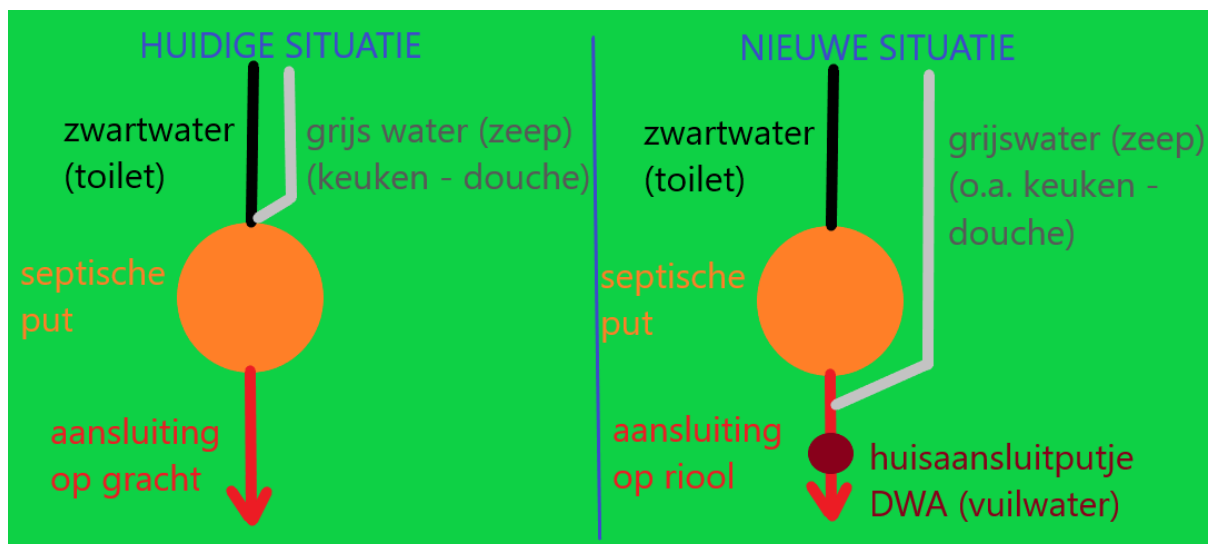 HUIDIGE SITUATIE
zwartwater
(toilet)
grijs water (zeep)
(keuken - douche)
septische
put
aansluiting
op gracht
NIEUWE SITUATIE
zwartwater
(toilet)
grijswater (zeep)
(o.a. keuken -
douche)
septische
put
aansluiting
op riool
huisaansluitputje
DWA (vuilwater)